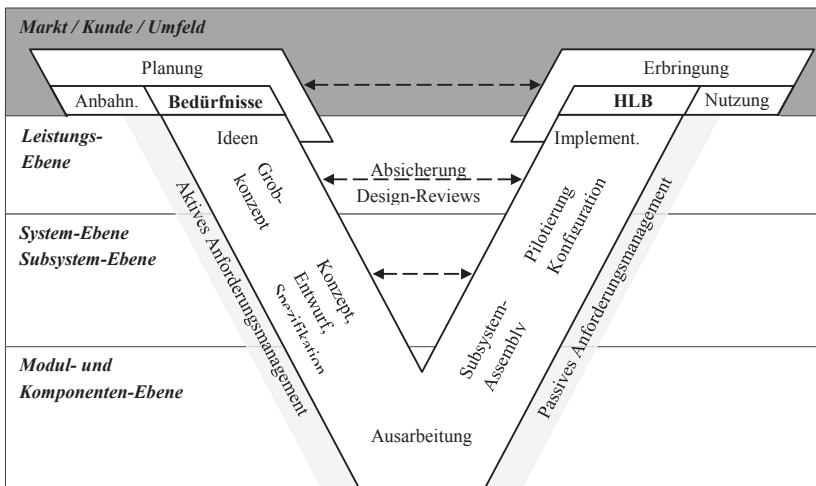 Markt / Kunde / Umfeld
Planung
Erbringung
Anbahn.
Bedürfnisse
HLB
Nutzung
Leistungs-
Ebene
Ideen
Implement.
Grob-
konzept
Absicherung
Design-Reviews
Aktives Anforderungsmanagement
Passives Anforderungsmanagement
Pilotierung
Konfiguration
System-Ebene
Subsystem-Ebene
Konzept,
Entwurf,
Spezifikation
Subsystem-
Assembly
Modul- und
Komponenten-Ebene
Ausarbeitung